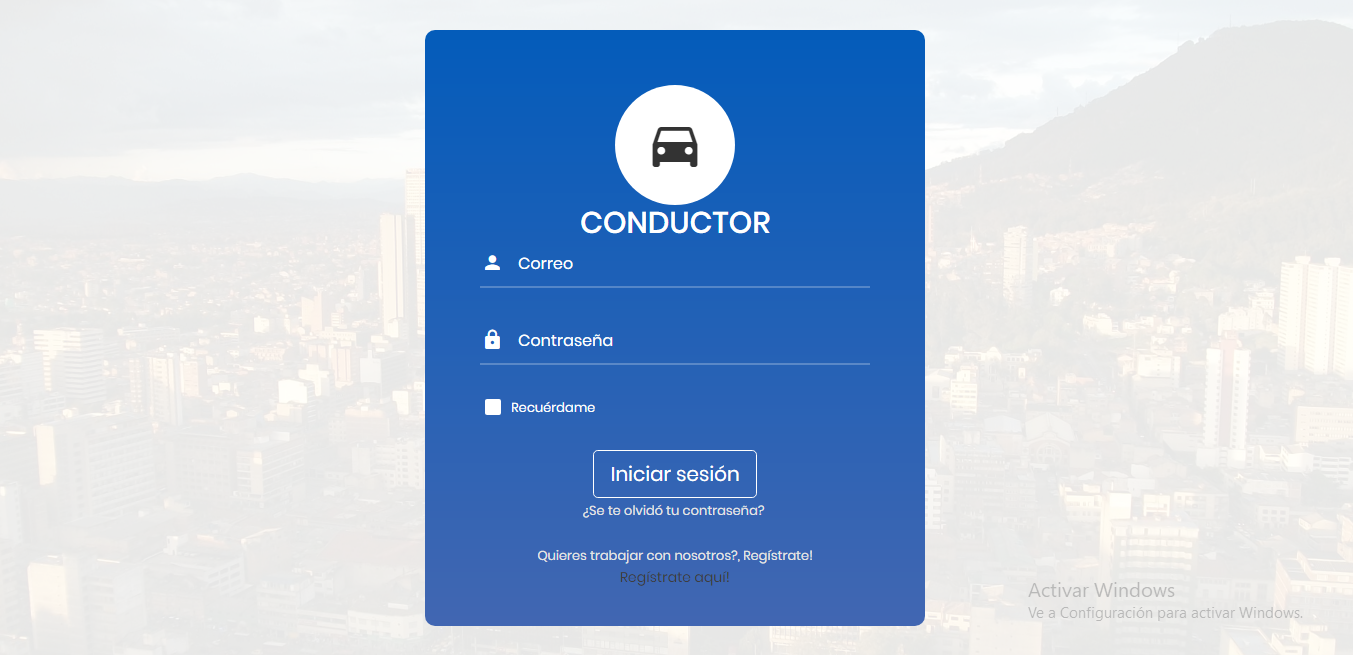 CONDUCTOR
Correo
Contraseña
Recuérdame
Iniciar sesión
¿Se te olvidó tu contraseña?
Quieres trabajar con nosotros?, Regístrate!
Regístrate aquí!
Activar Windows
Ve a Configuración para activar Windows.